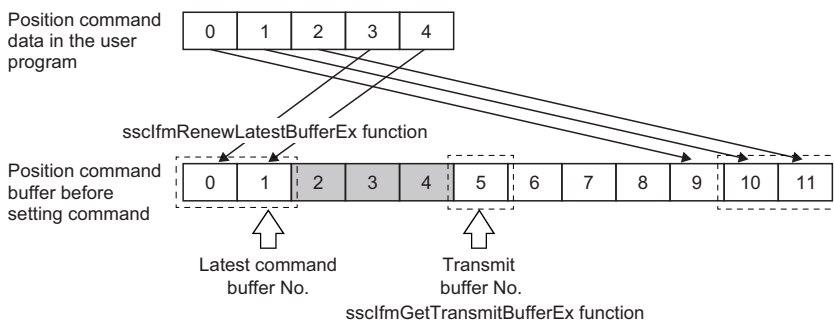 Position command
data in the user
program
0 1 2 3 4
sscIfmRenewLatestBufferEx function
Position command
buffer before
setting command
0 1 2 3 4 5 6 7 8 9 10 11
Latest command
buffer No.
Transmit
buffer No.
sscIfmGetTransmitBufferEx function